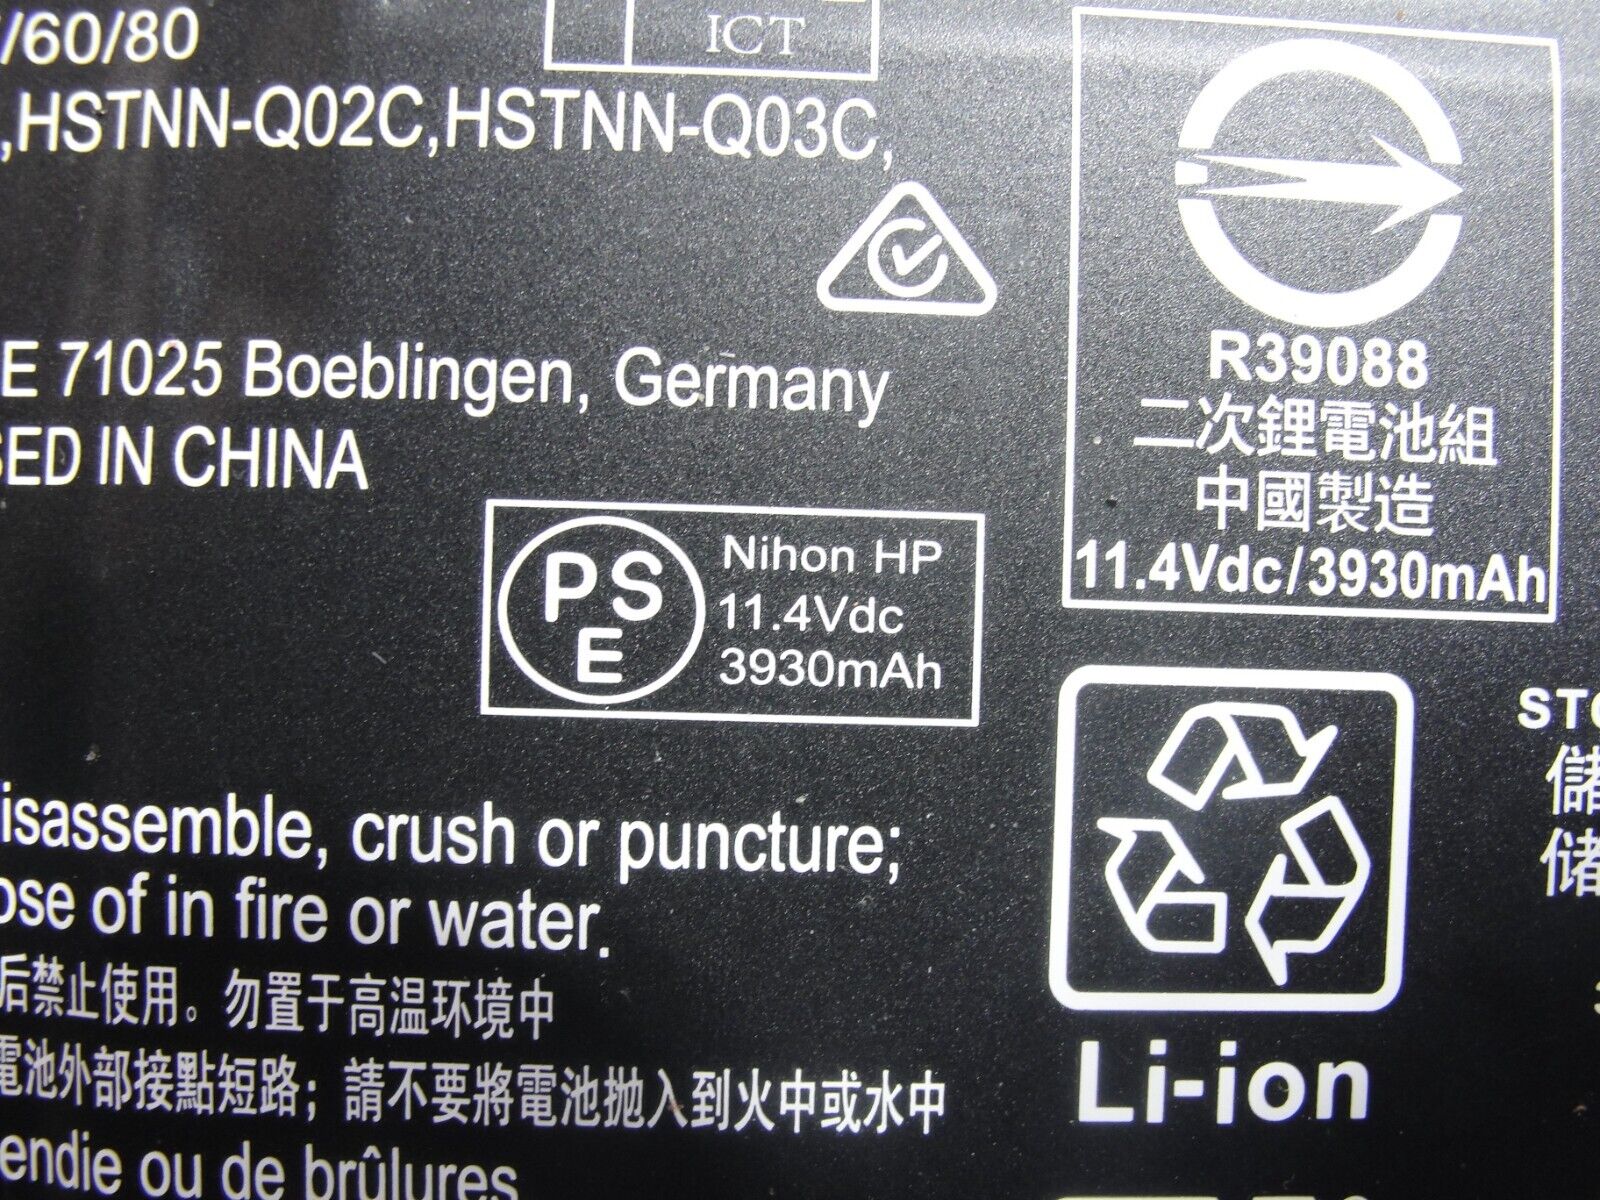 /60/80
ICT
,HSTNN-Q02C,HSTNN-Q03C,
E 71025 Boeblingen, Germany
SED IN CHINA
R39088
二次鋰電池組
中國製造
11.4Vdc/3930mAh
PSE
Nihon HP
11.4Vdc
3930mAh
isassemble, crush or puncture;
ose of in fire or water.
后禁止使用。勿置于高温环境中
電池外部接點短路；請不要將電池拋入到火中或水中
endie ou de brûlures
Li-ion
STO
儲
储